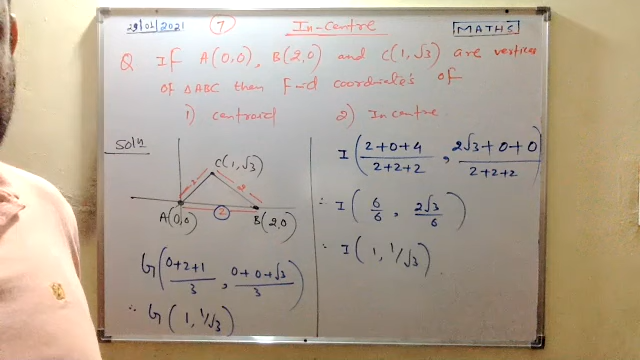 29/01/2021 7 In-centre MATHS
Q If A(0,0), B(2,0) and C(1,√3) are vertices
of ΔABC then find coordinate's of
1) centroid 2) Incentre
Soln
C(1,√3)
2 2
A(0,0) 2 B(2,0)
G(0+2+1/3, 0+0+√3/3)
∴ G(1, 1/√3)
I(2+0+4/2+2+2, 2√3+0+0/2+2+2)
∴ I(6/6, 2√3/6)
∴ I(1, 1/√3)